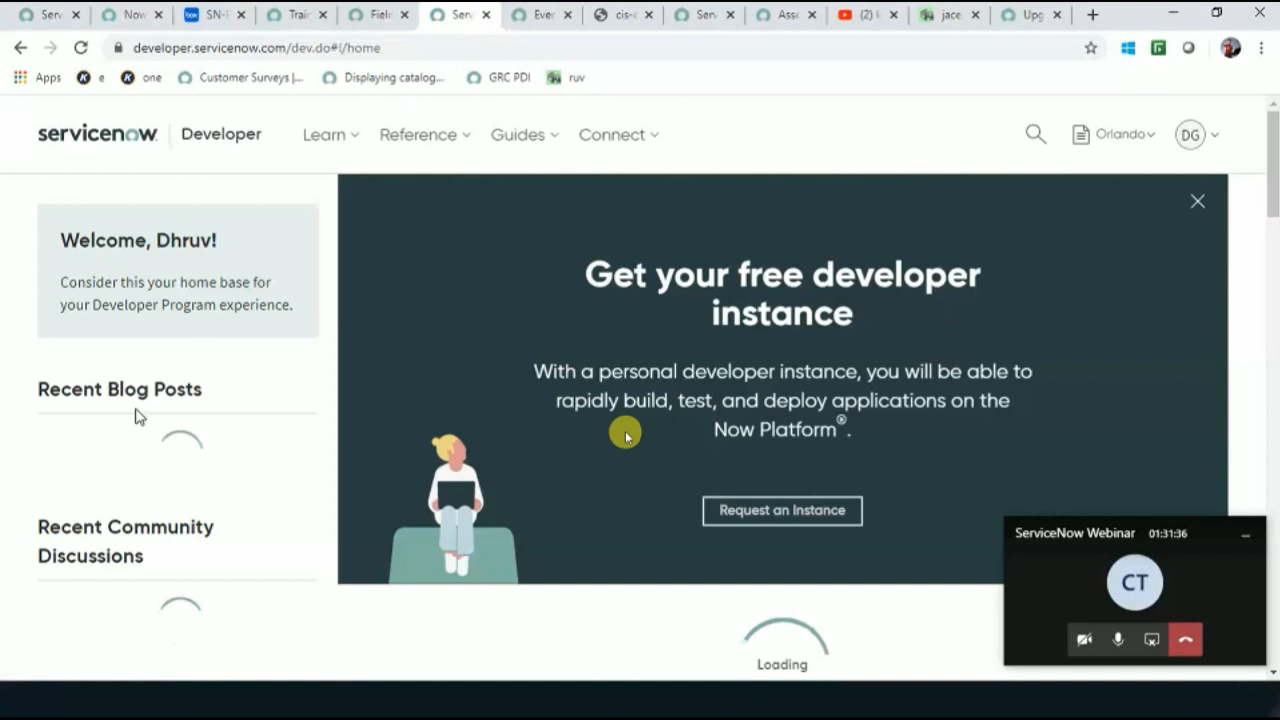 Serv
Now
box
SN-I
Train
Field
Serv
Ever
cis-c
Serv
Asse
(2)
jace
Upg
developer.servicenow.com/dev.do#!/home
Apps
K
e
K
one
Customer Surveys |...
Displaying catalog...
GRC PDI
ruv
servicenow
Developer
Learn
Reference
Guides
Connect
Orlando
DG
Welcome, Dhruv!
Consider this your home base for
your Developer Program experience.
Recent Blog Posts
Recent Community
Discussions
Get your free developer
instance
With a personal developer instance, you will be able to
rapidly build, test, and deploy applications on the
Now Platform®.
Request an Instance
Loading
ServiceNow Webinar 01:31:36
CT